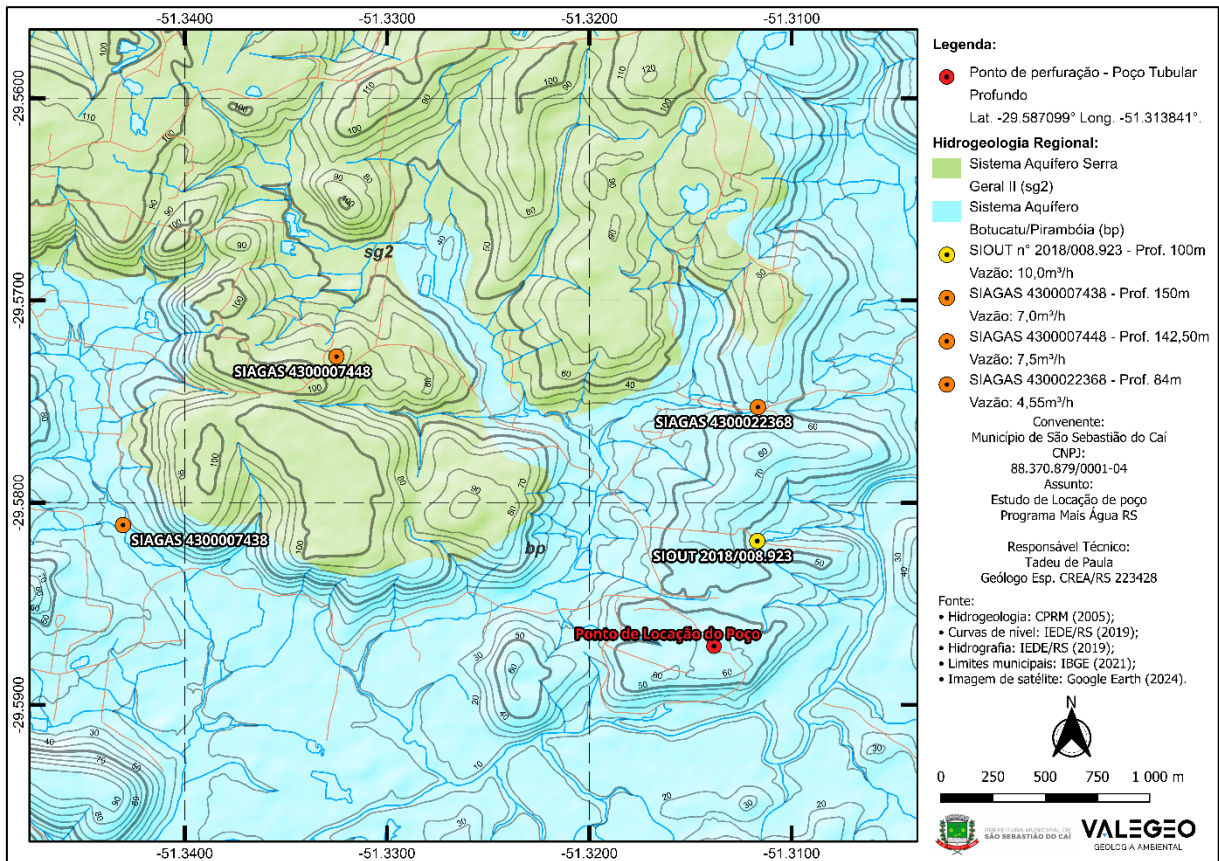 -51.3400
-51.3300
-51.3200
-51.3100
-29.5600
-29.5700
-29.5800
-29.5900
sg2
bp
SIAGAS 4300007448
SIAGAS 4300022368
SIAGAS 4300007438
SIOUT 2018/008.923
Ponto de Locação do Poço
Legenda:
Ponto de perfuração - Poço Tubular
Profundo
Lat. -29.587099° Long. -51.313841°.
Hidrogeologia Regional:
Sistema Aquífero Serra
Geral II (sg2)
Sistema Aquífero
Botucatu/Pirambóia (bp)
SIOUT n° 2018/008.923 - Prof. 100m
Vazão: 10,0m³/h
SIAGAS 4300007438 - Prof. 150m
Vazão: 7,0m³/h
SIAGAS 4300007448 - Prof. 142,50m
Vazão: 7,5m³/h
SIAGAS 4300022368 - Prof. 84m
Vazão: 4,55m³/h
Convenente:
Município de São Sebastião do Caí
CNPJ:
88.370.879/0001-04
Assunto:
Estudo de Locação de poço
Programa Mais Água RS
Responsável Técnico:
Tadeu de Paula
Geólogo Esp. CREA/RS 223428
Fonte:
• Hidrogeologia: CPRM (2005);
• Curvas de nível: IEDE/RS (2019);
• Hidrografia: IEDE/RS (2019);
• Limites municipais: IBGE (2021);
• Imagem de satélite: Google Earth (2024).
N
0 250 500 750 1 000 m
PREFEITURA MUNICIPAL DE
SÃO SEBASTIÃO DO CAÍ
VALEGEO
GEOLOGIA AMBIENTAL